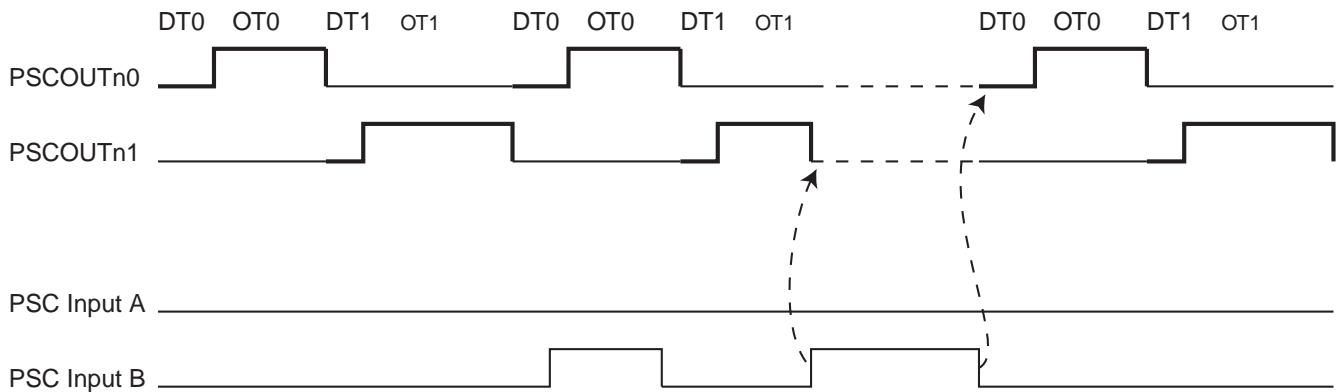 DT0 OT0 DT1 OT1 DT0 OT0 DT1 OT1 DT0 OT0 DT1 OT1
PSCOUTn0
PSCOUTn1
PSC Input A
PSC Input B